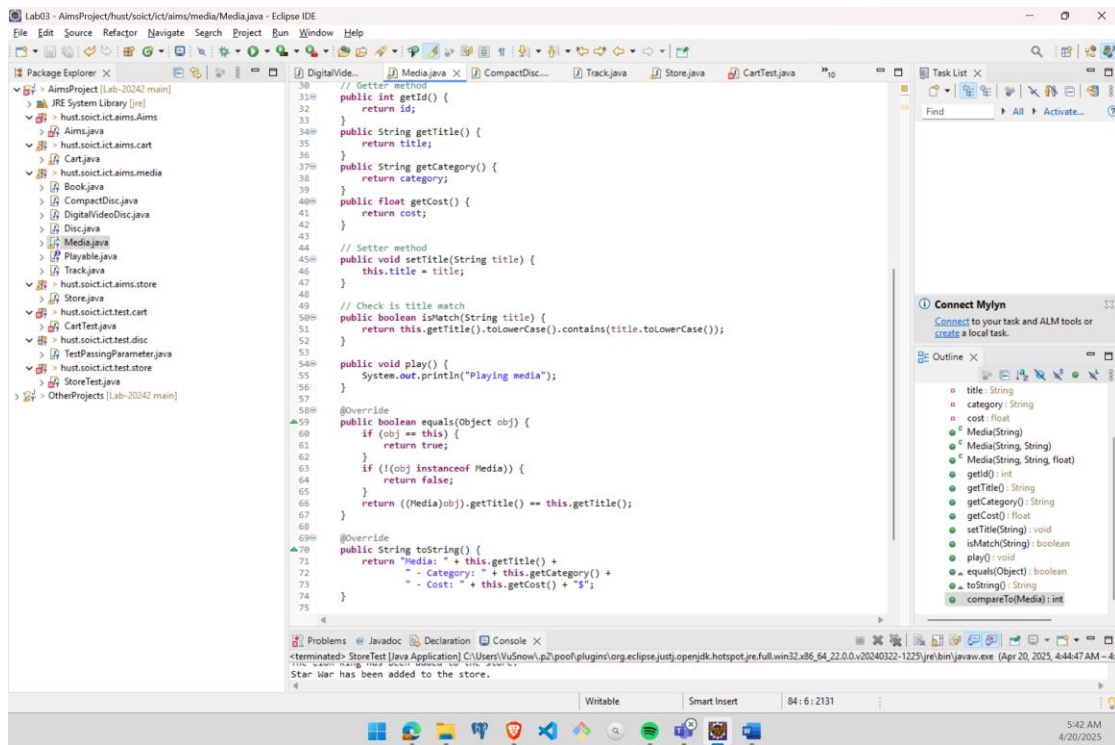 Lab03 - AimsProject/hust/soict/ict/aims/media/Media.java - Eclipse IDE
File Edit Source Refactor Navigate Search Project Run Window Help
Package Explorer
AimsProject [Lab-20242 main]
JRE System Library [jre]
hust.soict.ict.aims.Aims
Aims.java
hust.soict.ict.aims.cart
Cart.java
hust.soict.ict.aims.media
Book.java
CompactDisc.java
DigitalVideoDisc.java
Disc.java
Media.java
Playable.java
Track.java
hust.soict.ict.aims.store
Store.java
hust.soict.ict.test.cart
CartTest.java
hust.soict.ict.test.disc
TestPassingParameter.java
hust.soict.ict.test.store
StoreTest.java
OtherProjects [Lab-20242 main]
DigitalVide... Media.java CompactDisc.... Track.java Store.java CartTest.java »10
30 // Getter method
31 public int getId() {
32 return id;
33 }
34 public String getTitle() {
35 return title;
36 }
37 public String getCategory() {
38 return category;
39 }
40 public float getCost() {
41 return cost;
42 }
43
44 // Setter method
45 public void setTitle(String title) {
46 this.title = title;
47 }
48
49 // Check is title match
50 public boolean isMatch(String title) {
51 return this.getTitle().toLowerCase().contains(title.toLowerCase());
52 }
53
54 public void play() {
55 System.out.println("Playing media");
56 }
57
58 @Override
59 public boolean equals(Object obj) {
60 if (obj == this) {
61 return true;
62 }
63 if (!(obj instanceof Media)) {
64 return false;
65 }
66 return ((Media)obj).getTitle() == this.getTitle();
67 }
68
69 @Override
70 public String toString() {
71 return "Media: " + this.getTitle() +
72 " - Category: " + this.getCategory() +
73 " - Cost: " + this.getCost() + "$";
74 }
75
Task List
Find All Activate...
Connect Mylyn
Connect to your task and ALM tools or
create a local task.
Outline
title : String
category : String
cost : float
Media(String)
Media(String, String)
Media(String, String, float)
getId() : int
getTitle() : String
getCategory() : String
getCost() : float
setTitle(String) : void
isMatch(String) : boolean
play() : void
equals(Object) : boolean
toString() : String
compareTo(Media) : int
Problems Javadoc Declaration Console
<terminated> StoreTest [Java Application] C:\Users\VuSnow\.p2\pool\plugins\org.eclipse.justj.openjdk.hotspot.jre.full.win32.x86_64_22.0.0.v20240322-1225\jre\bin\javaw.exe (Apr 20, 2025, 4:44:47 AM – 4:
The Lion King has been added to the store.
Star War has been added to the store.
Writable Smart Insert 84 : 6 : 2131
5:42 AM
4/20/2025